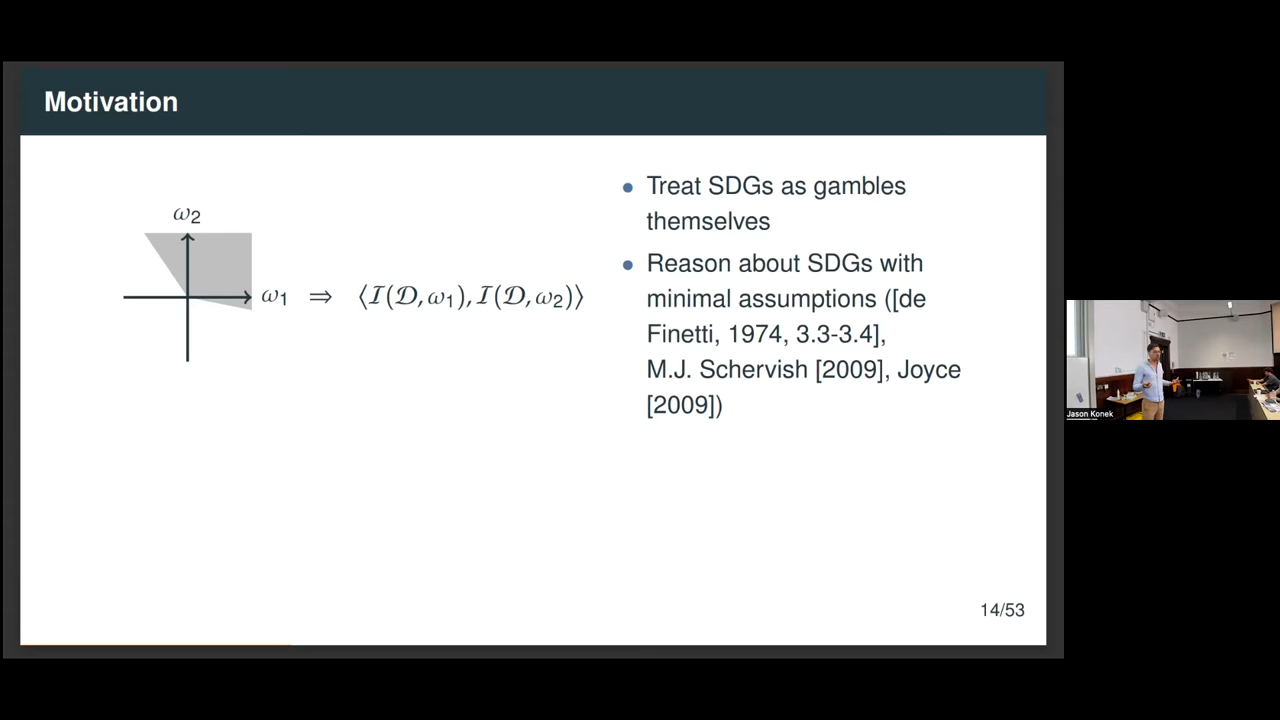 Motivation
ω2
ω1 ⇒ ⟨I(D, ω1), I(D, ω2)⟩
• Treat SDGs as gambles
themselves
• Reason about SDGs with
minimal assumptions ([de
Finetti, 1974, 3.3-3.4],
M.J. Schervish [2009], Joyce
[2009])
14/53
Jason Konek